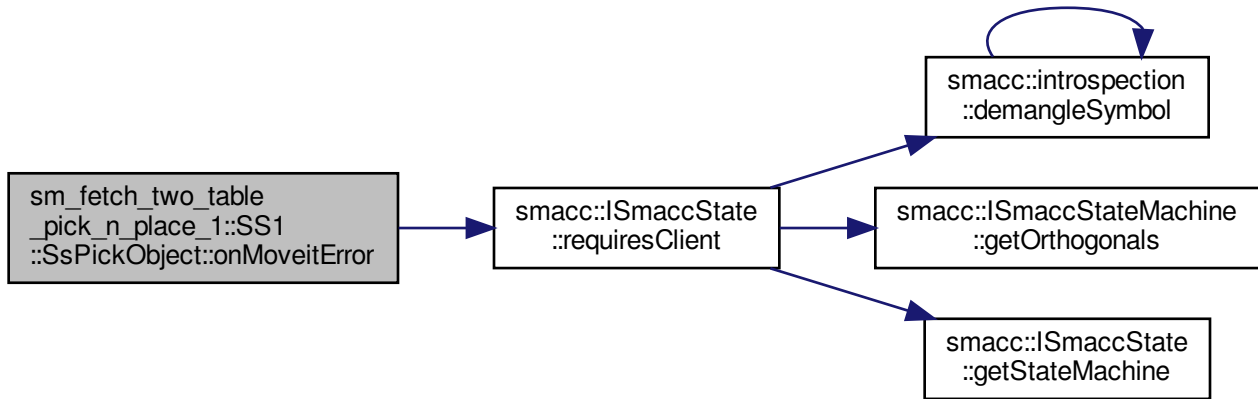 sm_fetch_two_table
_pick_n_place_1::SS1
::SsPickObject::onMoveitError
smacc::ISmaccState
::requiresClient
smacc::introspection
::demangleSymbol
smacc::ISmaccStateMachine
::getOrthogonals
smacc::ISmaccState
::getStateMachine